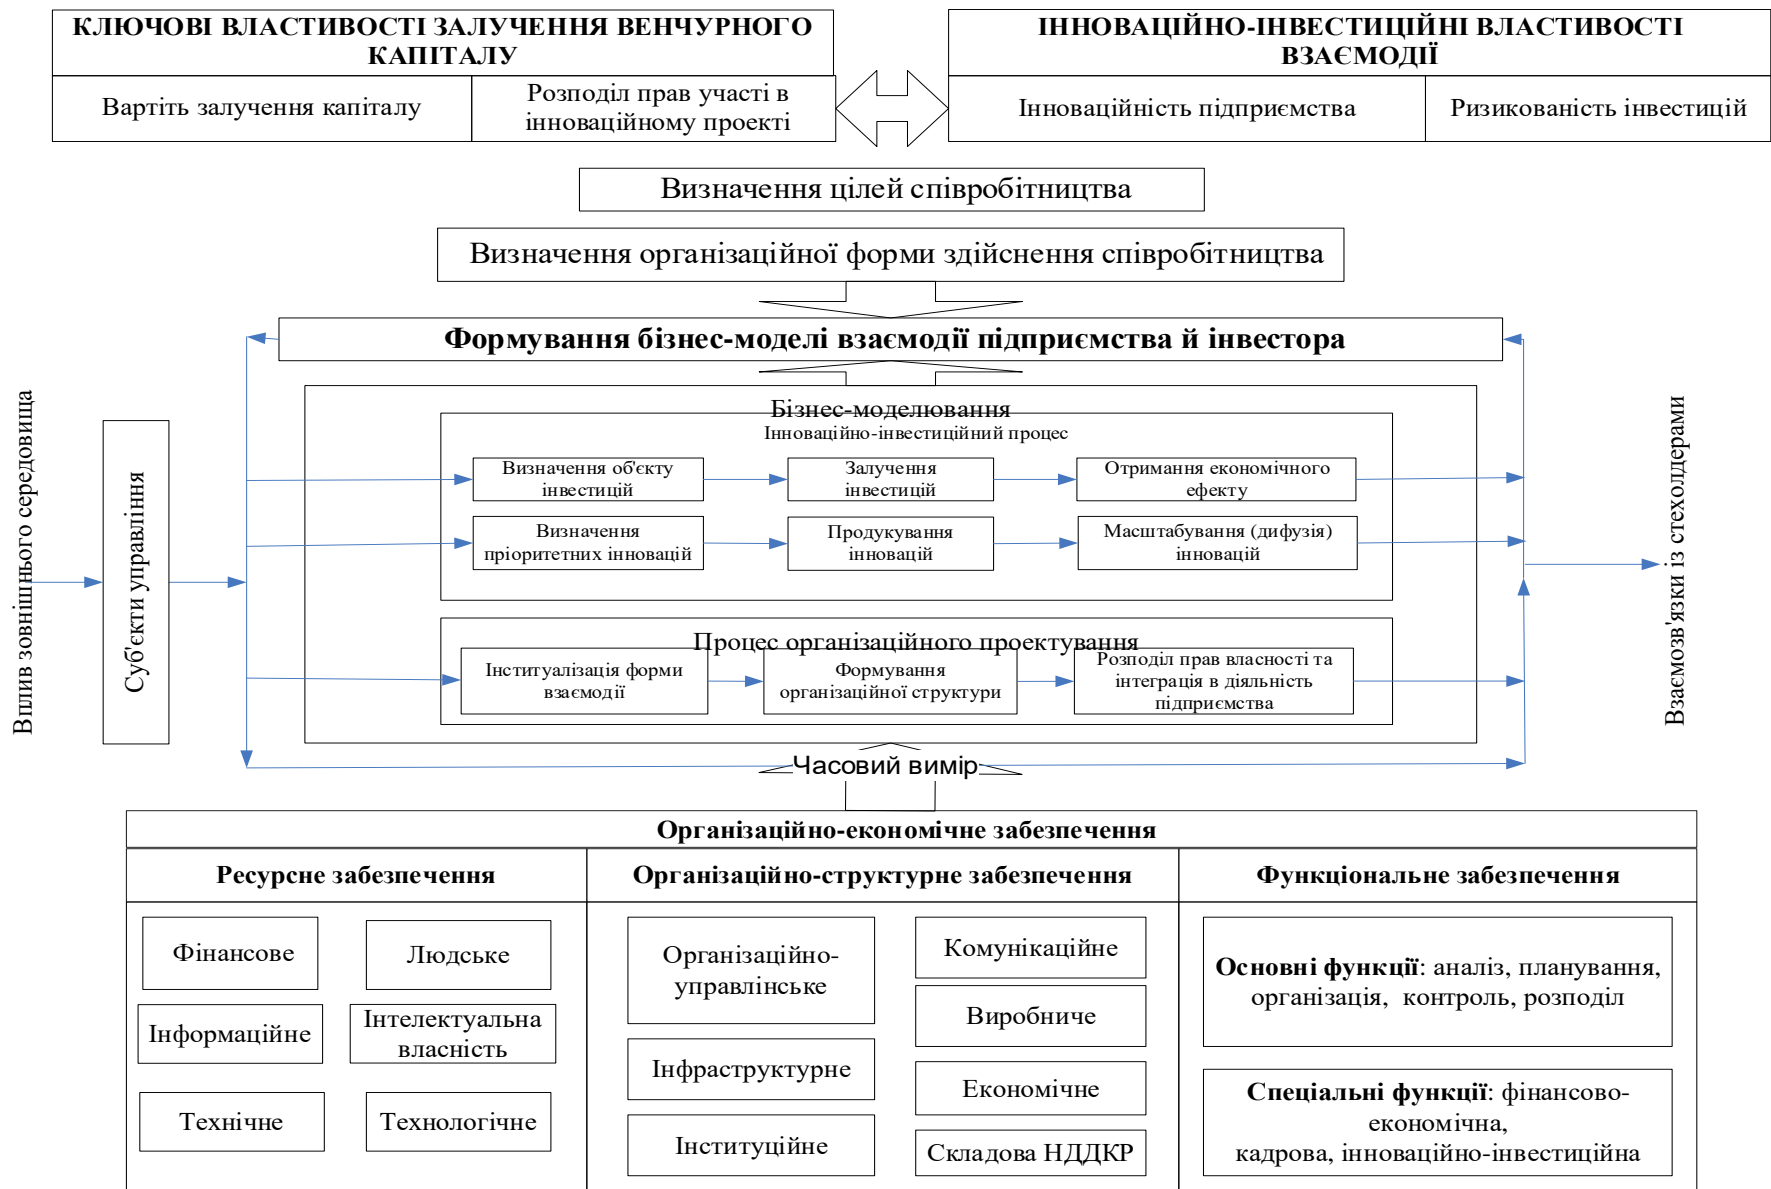 КЛЮЧОВІ ВЛАСТИВОСТІ ЗАЛУЧЕННЯ ВЕНЧУРНОГО
КАПІТАЛУ
Вартіть залучення капіталу
Розподіл прав участі в
інноваційному проекті
ІННОВАЦІЙНО-ІНВЕСТИЦІЙНІ ВЛАСТИВОСТІ
ВЗАЄМОДІЇ
Інноваційність підприємства
Ризикованість інвестицій
Визначення цілей співробітництва
Визначення організаційної форми здійснення співробітництва
Формування бізнес-моделі взаємодії підприємства й інвестора
Вплив зовнішнього середовища
Суб'єкти управління
Бізнес-моделювання
Інноваційно-інвестиційний процес
Визначення об'єкту
інвестицій
Залучення
інвестицій
Отримання економічного
ефекту
Визначення
пріоритетних інновацій
Продукування
інновацій
Масштабування (дифузія)
інновацій
Процес організаційного проектування
Інституалізація форми
взаємодії
Формування
організаційної структури
Розподіл прав власності та
інтеграція в діяльність
підприємства
Взаємозв'язки із стехолдерами
Часовий вимір
Організаційно-економічне забезпечення
Ресурсне забезпечення
Фінансове
Людське
Інформаційне
Інтелектуальна
власність
Технічне
Технологічне
Організаційно-структурне забезпечення
Організаційно-
управлінське
Комунікаційне
Виробниче
Інфраструктурне
Економічне
Інституційне
Складова НДДКР
Функціональне забезпечення
Основні функції: аналіз, планування,
організація, контроль, розподіл
Спеціальні функції: фінансово-
економічна,
кадрова, інноваційно-інвестиційна